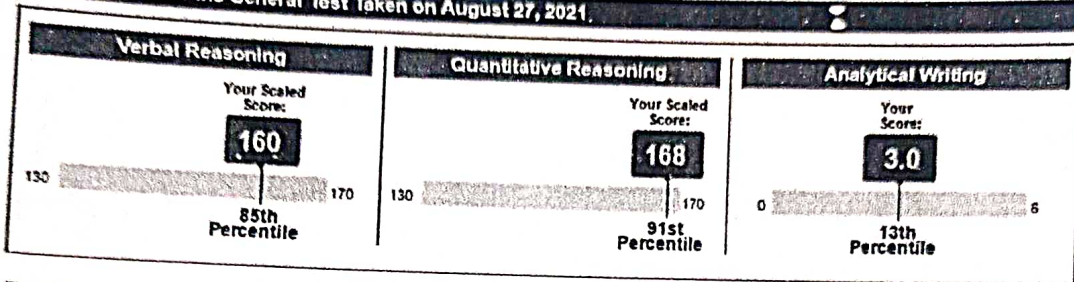 General Test Taken on August 27, 2021.
Verbal Reasoning
Your Scaled
Score:
160
130
170
85th
Percentile
Quantitative Reasoning
Your Scaled
Score:
168
130
170
91st
Percentile
Analytical Writing
Your
Score:
3.0
0
6
13th
Percentile